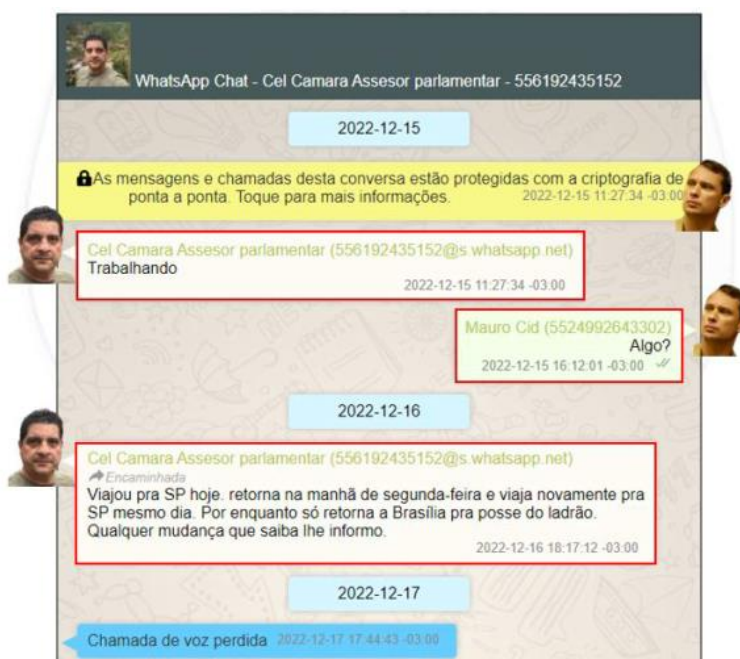 WhatsApp Chat - Cel Camara Assesor parlamentar - 556192435152
2022-12-15
As mensagens e chamadas desta conversa estão protegidas com a criptografia de
ponta a ponta. Toque para mais informações. 2022-12-15 11:27:34 -03:00
Cel Camara Assesor parlamentar (556192435152@s.whatsapp.net)
Trabalhando
2022-12-15 11:27:34 -03:00
Mauro Cid (5524992643302)
Algo?
2022-12-15 16:12:01 -03:00
2022-12-16
Cel Camara Assesor parlamentar (556192435152@s.whatsapp.net)
Encaminhada
Viajou pra SP hoje. retorna na manhã de segunda-feira e viaja novamente pra
SP mesmo dia. Por enquanto só retorna a Brasília pra posse do ladrão.
Qualquer mudança que saiba lhe informo.
2022-12-16 18:17:12 -03:00
2022-12-17
Chamada de voz perdida 2022-12-17 17:44:43 -03:00